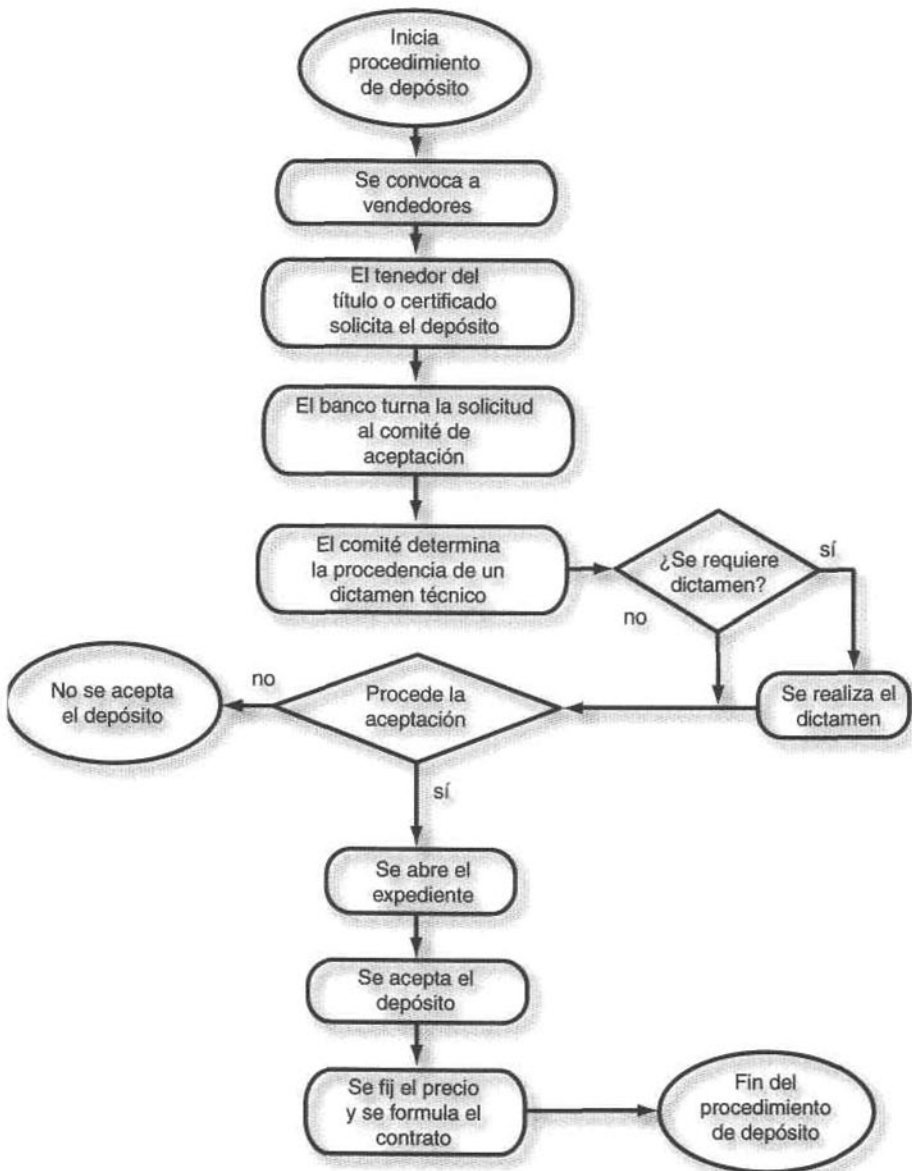 Inicia
procedimiento
de depósito
Se convoca a
vendedores
El tenedor del
título o certificado
solicita el depósito
El banco turna la solicitud
al comité de
aceptación
El comité determina
la procedencia de un
dictamen técnico
¿Se requiere
dictamen?
sí
no
Se realiza el
dictamen
Procede la
aceptación
no
No se acepta
el depósito
sí
Se abre el
expediente
Se acepta el
depósito
Se fij el precio
y se formula el
contrato
Fin del
procedimiento
de depósito